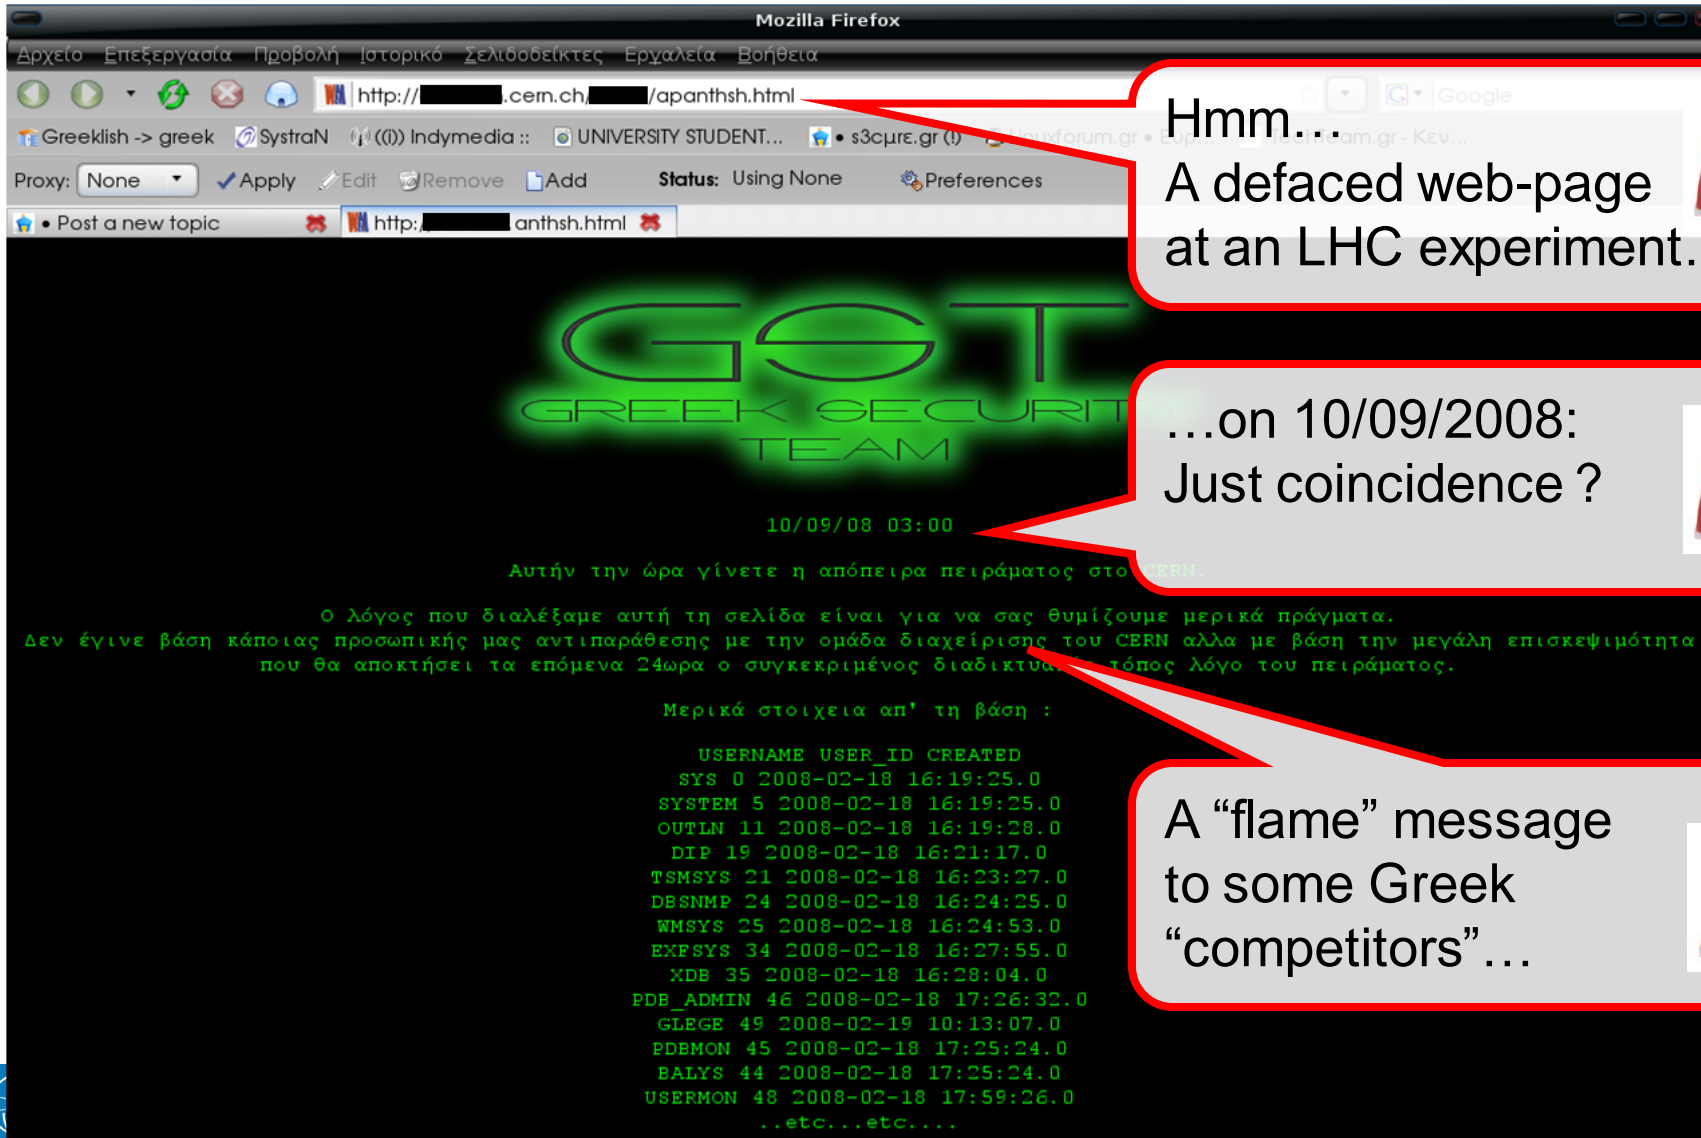 Mozilla Firefox
Αρχείο Επεξεργασία Προβολή Ιστορικό Σελιδοδείκτες Εργαλεία Βοήθεια
http:// .cern.ch/ /apanthsh.html
Google
Greeklish -> greek SystraN ((i)) Indymedia :: UNIVERSITY STUDENT... • s3cμrε.gr (!) Linuxforum.gr • Ευρ... TechTeam.gr - Κεν...
Proxy: None Apply Edit Remove Add Status: Using None Preferences
• Post a new topic http:/ anthsh.html
Hmm…
A defaced web-page
at an LHC experiment.
GST
GREEK SECURITY
TEAM
…on 10/09/2008:
Just coincidence ?
10/09/08 03:00
Αυτήν την ώρα γίνετε η απόπειρα πειράματος στο CERN.
Ο λόγος που διαλέξαμε αυτή τη σελίδα είναι για να σας θυμίζουμε μερικά πράγματα.
Δεν έγινε βάση κάποιας προσωπικής μας αντιπαράθεσης με την ομάδα διαχείρισης του CERN αλλα με βάση την μεγάλη επισκεψιμότητα
που θα αποκτήσει τα επόμενα 24ωρα ο συγκεκριμένος τόπος λόγο του πειράματος.
Μερικά στοιχεια απ' τη βάση :
USERNAME USER_ID CREATED
SYS 0 2008-02-18 16:19:25.0
SYSTEM 5 2008-02-18 16:19:25.0
OUTLN 11 2008-02-18 16:19:28.0
DIP 19 2008-02-18 16:21:17.0
TSMSYS 21 2008-02-18 16:23:27.0
DBSNMP 24 2008-02-18 16:24:25.0
WMSYS 25 2008-02-18 16:24:53.0
EXFSYS 34 2008-02-18 16:27:55.0
XDB 35 2008-02-18 16:28:04.0
PDB_ADMIN 46 2008-02-18 17:26:32.0
GLEGE 49 2008-02-19 10:13:07.0
PDBMON 45 2008-02-18 17:25:24.0
BALYS 44 2008-02-18 17:25:24.0
USERMON 48 2008-02-18 17:59:26.0
..etc...etc....
A “flame” message
to some Greek
“competitors”…